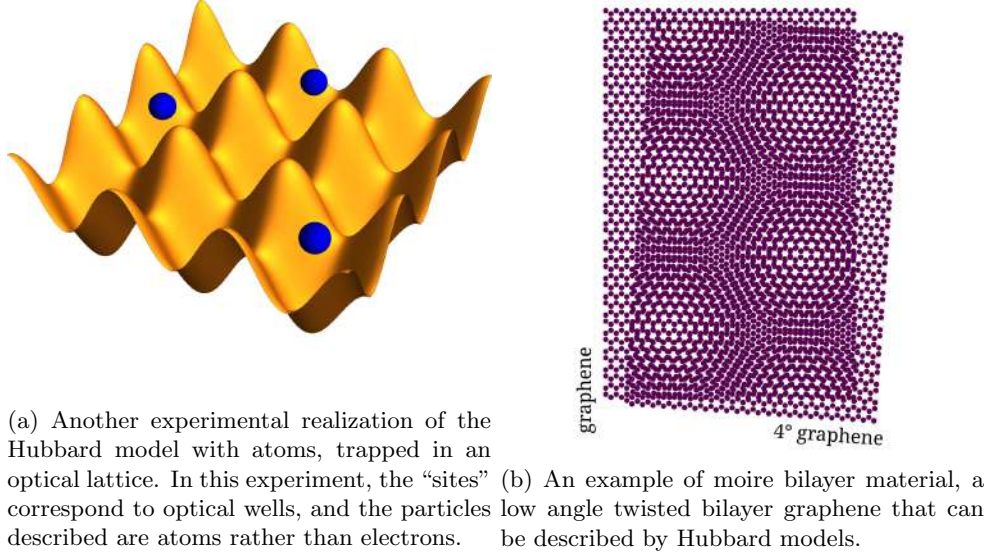 graphene
4° graphene
(a) Another experimental realization of the
Hubbard model with atoms, trapped in an
optical lattice. In this experiment, the “sites”
correspond to optical wells, and the particles
described are atoms rather than electrons.
(b) An example of moire bilayer material, a
low angle twisted bilayer graphene that can
be described by Hubbard models.